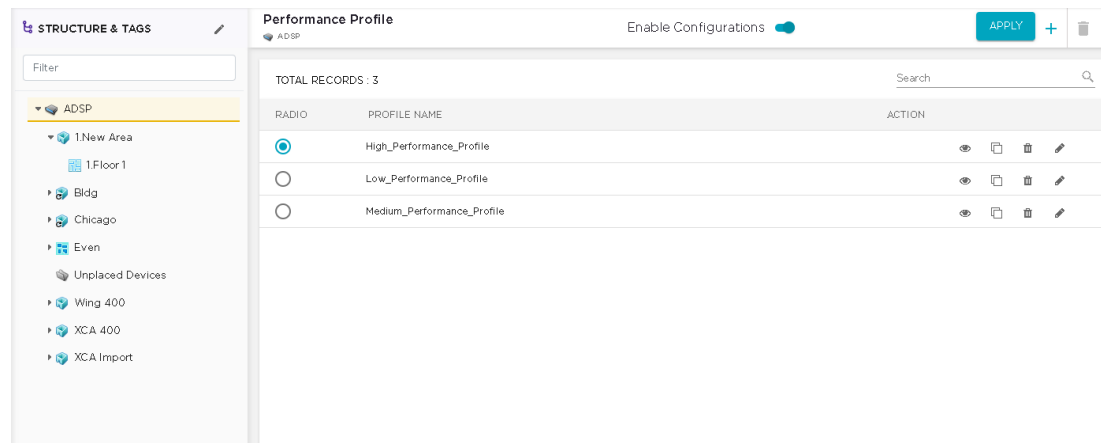 STRUCTURE & TAGS
Filter
ADSP
1.New Area
1.Floor 1
Bldg
Chicago
Even
Unplaced Devices
Wing 400
XCA 400
XCA Import
Performance Profile
ADSP
Enable Configurations
APPLY
TOTAL RECORDS : 3
Search
RADIO PROFILE NAME ACTION
High_Performance_Profile
Low_Performance_Profile
Medium_Performance_Profile